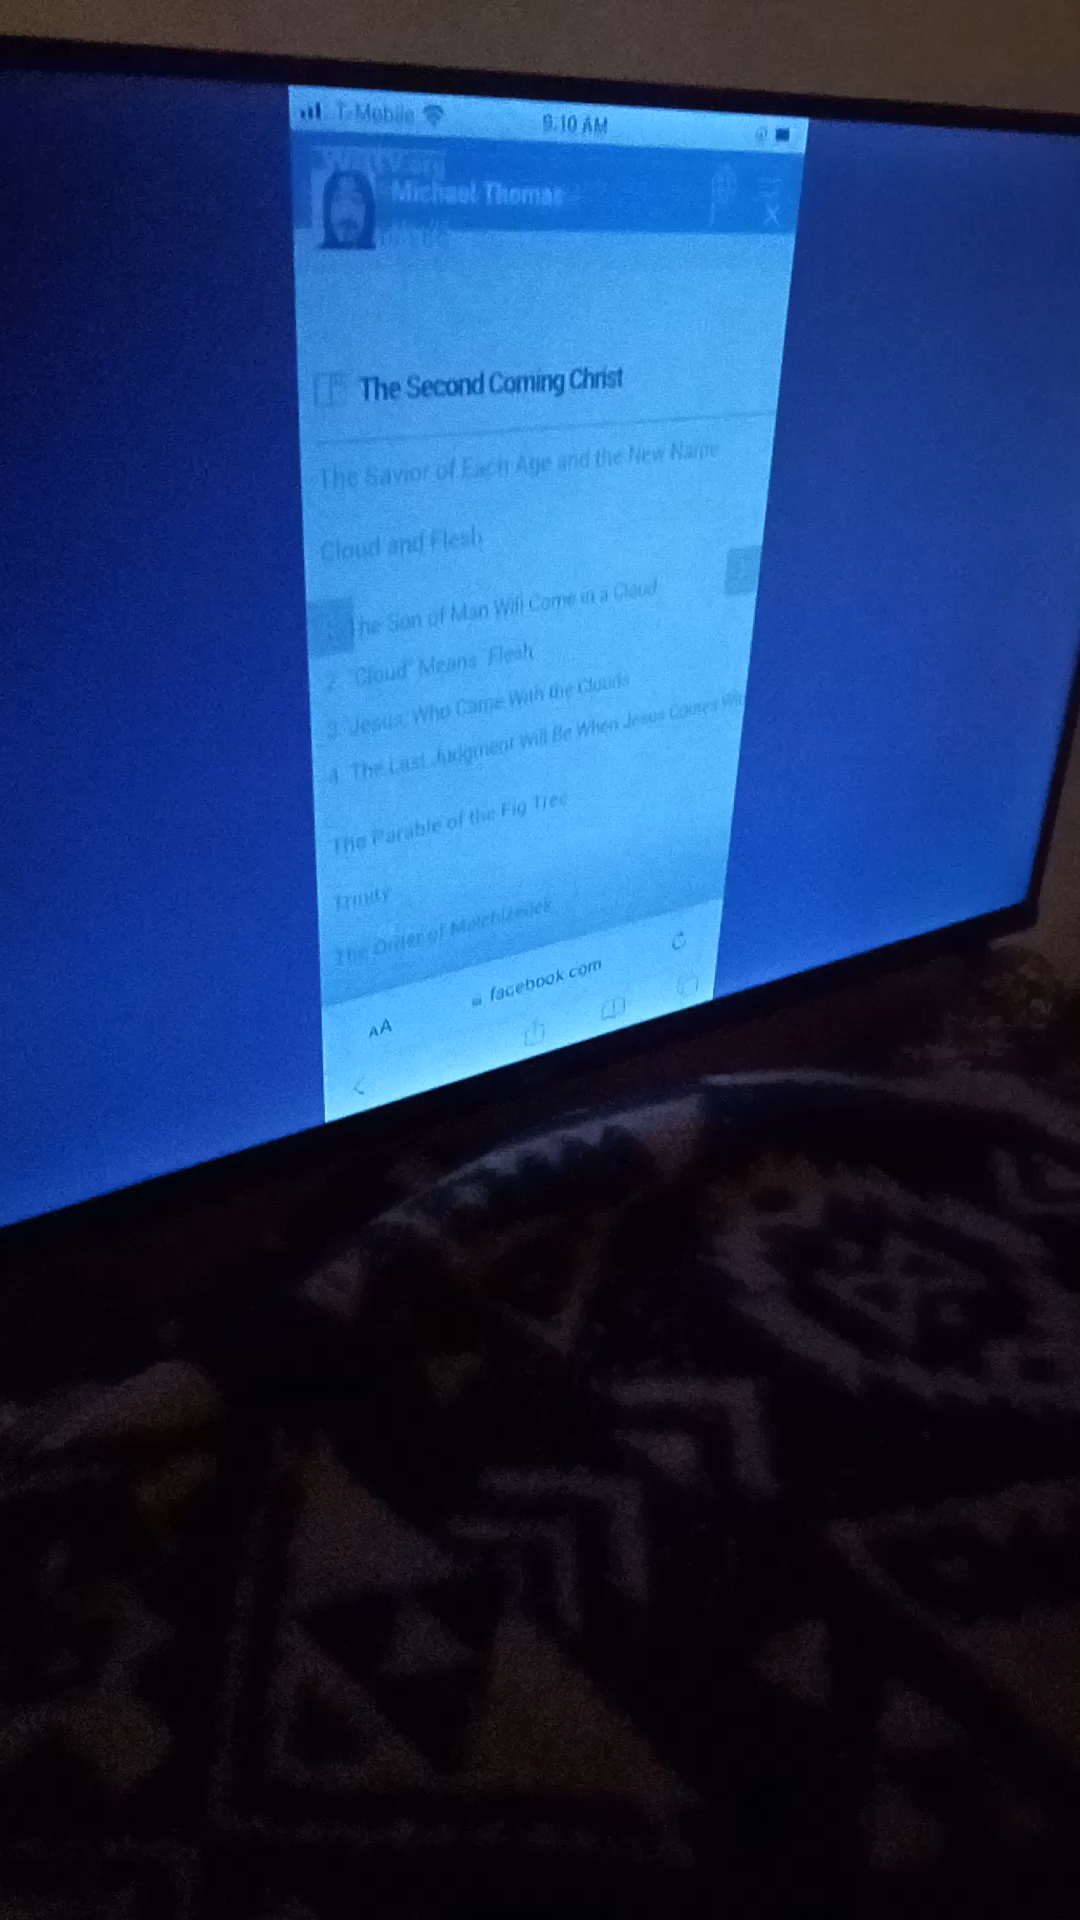 T-Mobile 9:10 AM
Michael Thomas
The Second Coming Christ
The Savior of Each Age and the New Name
Cloud and Flesh
The Son of Man Will Come in a Cloud
2. "Cloud" Means "Flesh"
3. Jesus, Who Came With the Clouds
4. The Last Judgment Will Be When Jesus Comes Wit
The Parable of the Fig Tree
Trinity
The Order of Melchizedek
AA facebook.com